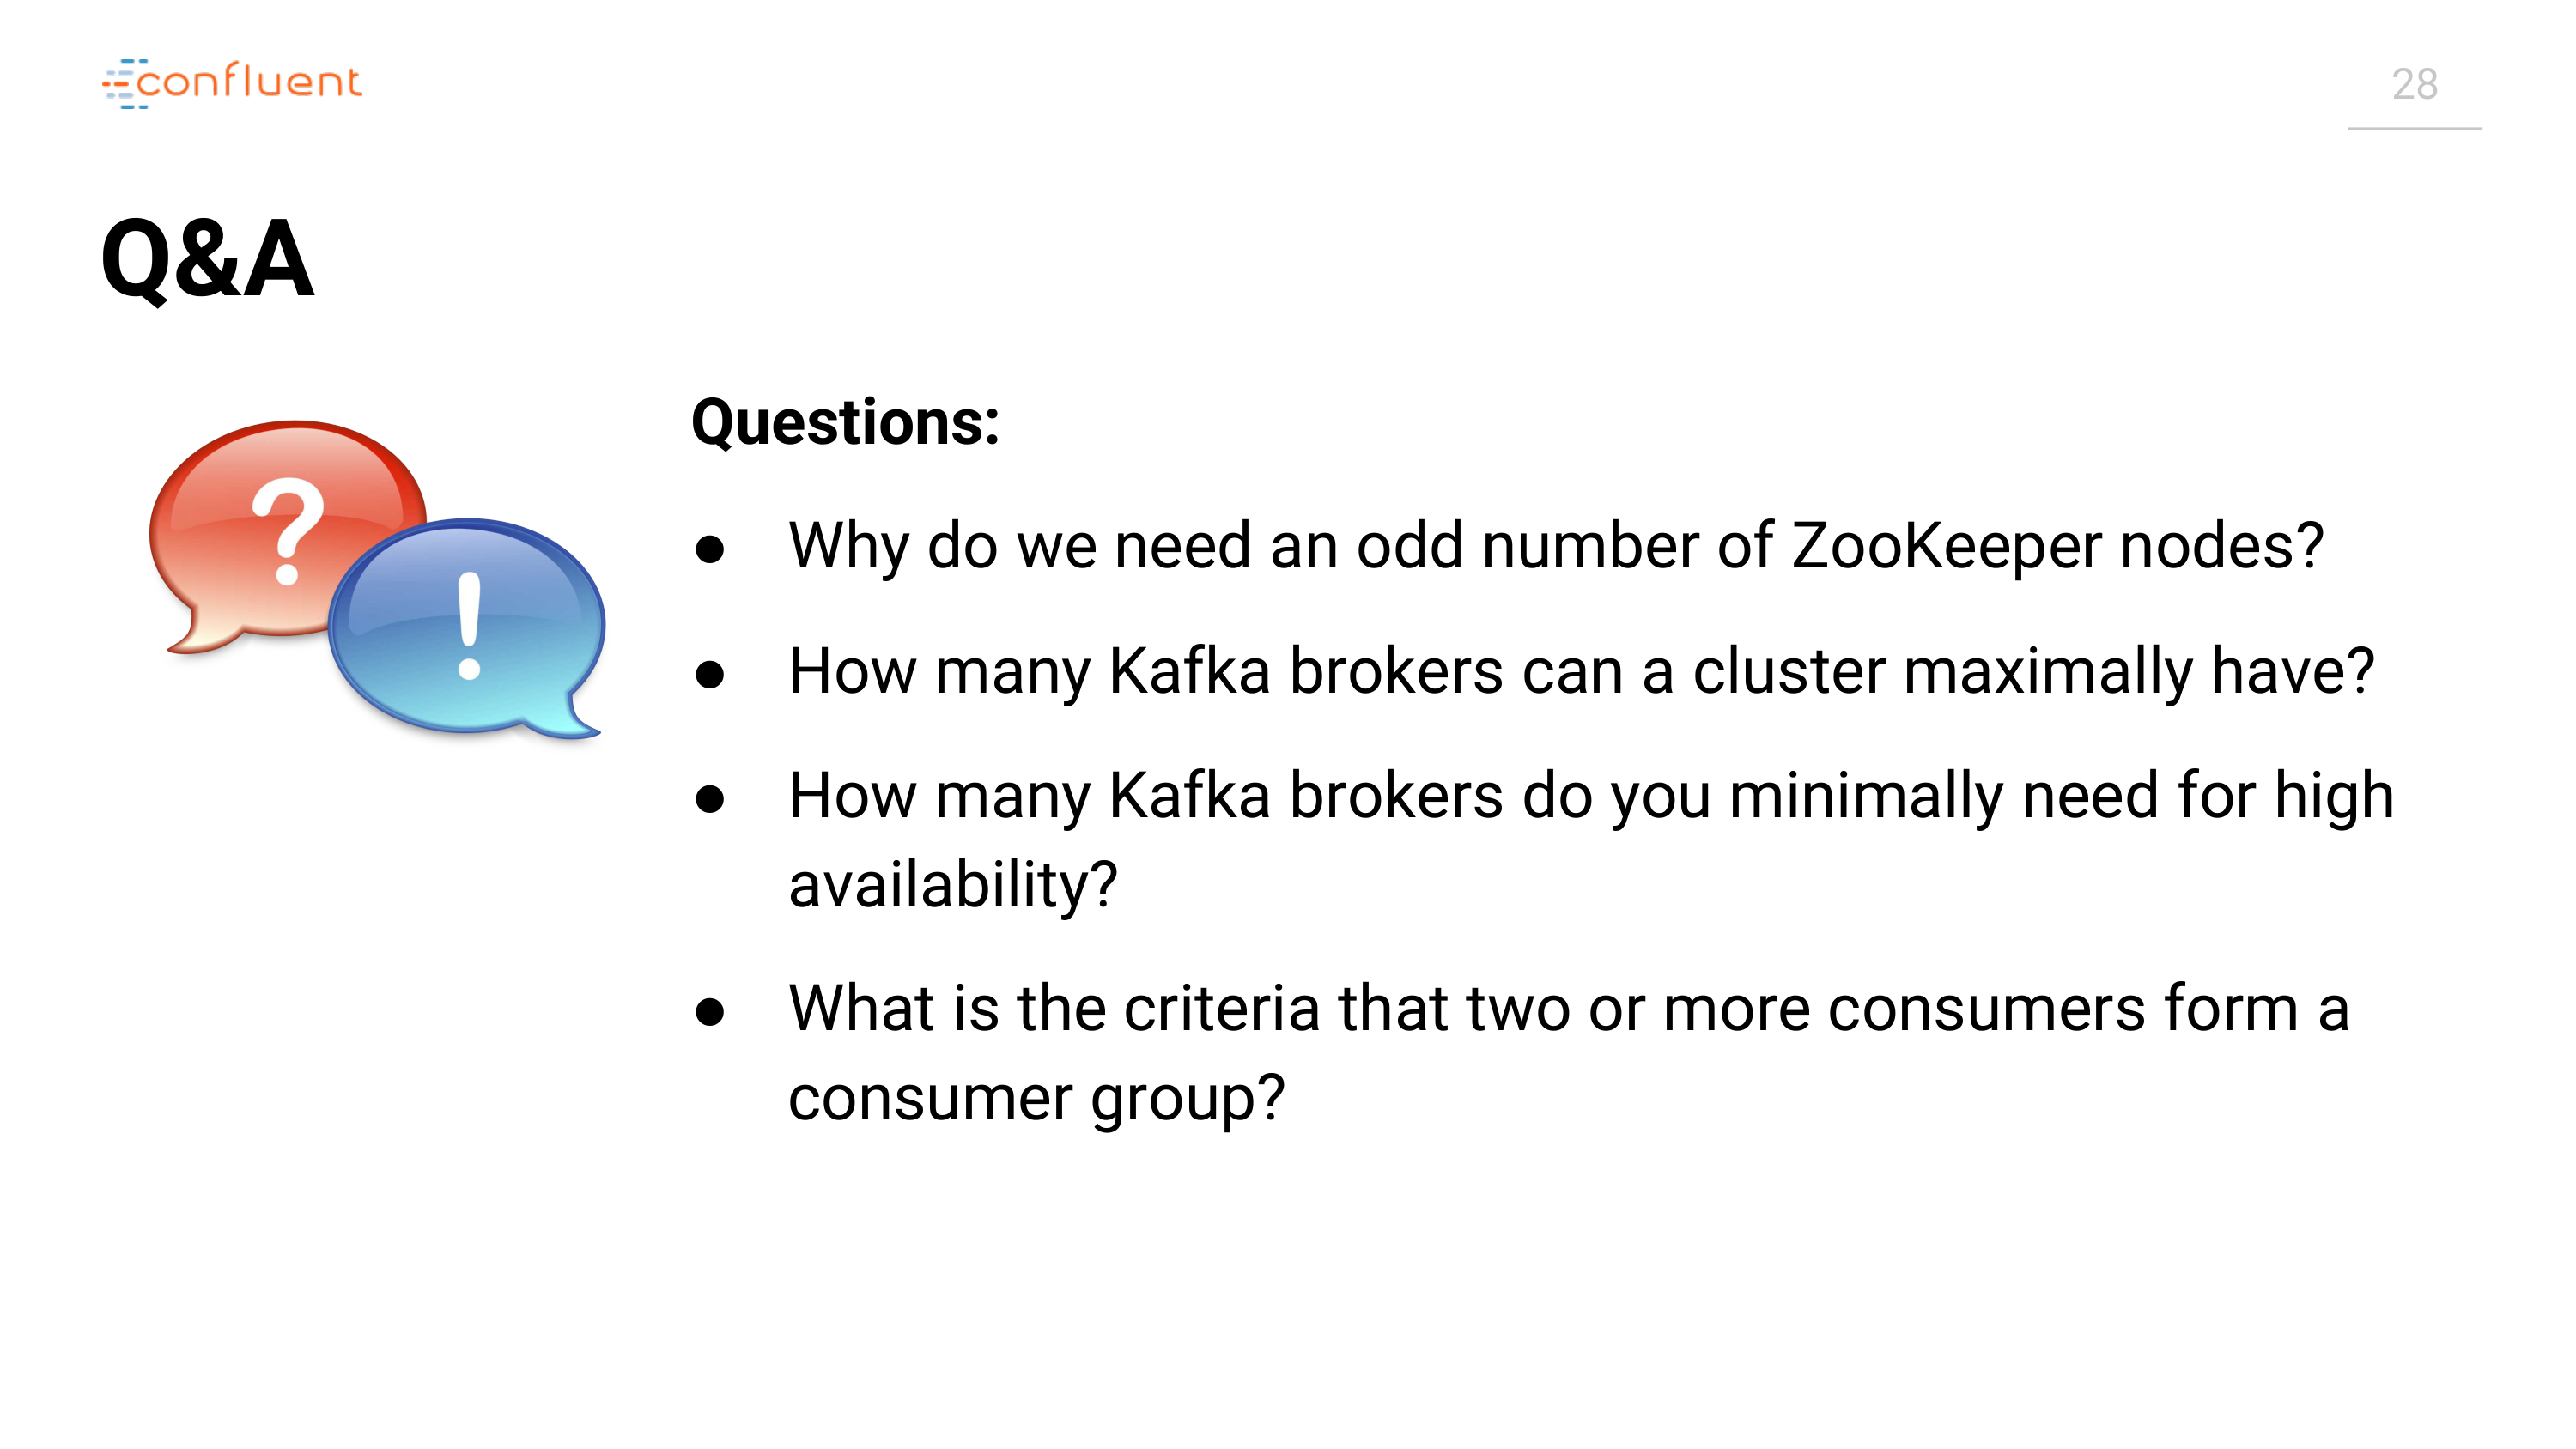 confluent
28
Q&A
Questions:
? 
● Why do we need an odd number of ZooKeeper nodes?
!
● How many Kafka brokers can a cluster maximally have?
● How many Kafka brokers do you minimally need for high
availability?
● What is the criteria that two or more consumers form a
consumer group?